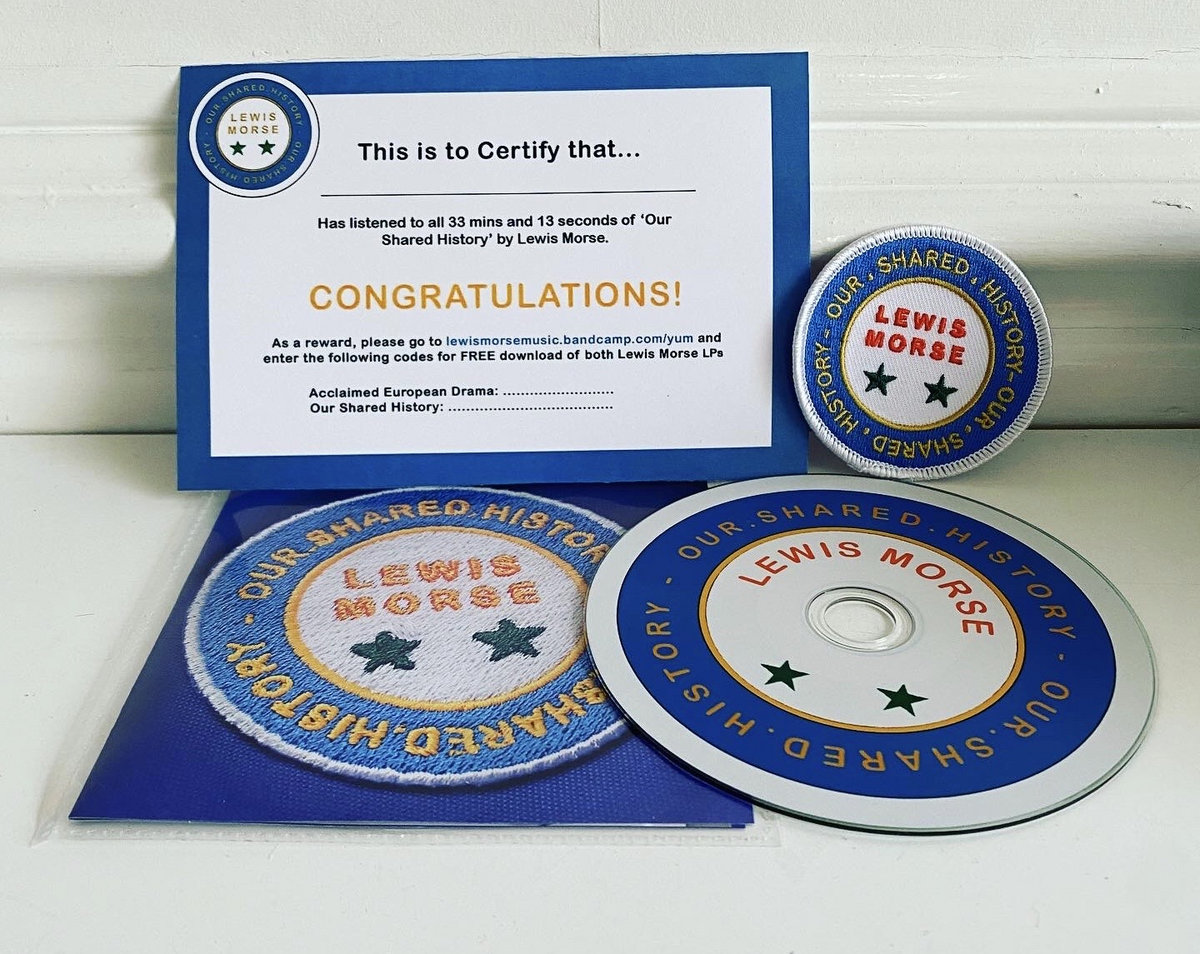 OUR.SHARED.HISTORY - OUR.SHARED.HISTORY -
LEWIS
MORSE
This is to Certify that...
Has listened to all 33 mins and 13 seconds of ‘Our
Shared History’ by Lewis Morse.
CONGRATULATIONS!
As a reward, please go to lewismorsemusic.bandcamp.com/yum and
enter the following codes for FREE download of both Lewis Morse LPs
Acclaimed European Drama: ...........................
Our Shared History: ........................................
OUR.SHARED.HISTORY-OUR.SHARED.HISTORY-
LEWIS
MORSE
OUR.SHARED.HISTOR
SHARED.HISTORY -
LEWIS
MORSE
OUR.SHARED.HISTORY - OUR.SHARED.HISTORY -
LEWIS MORSE